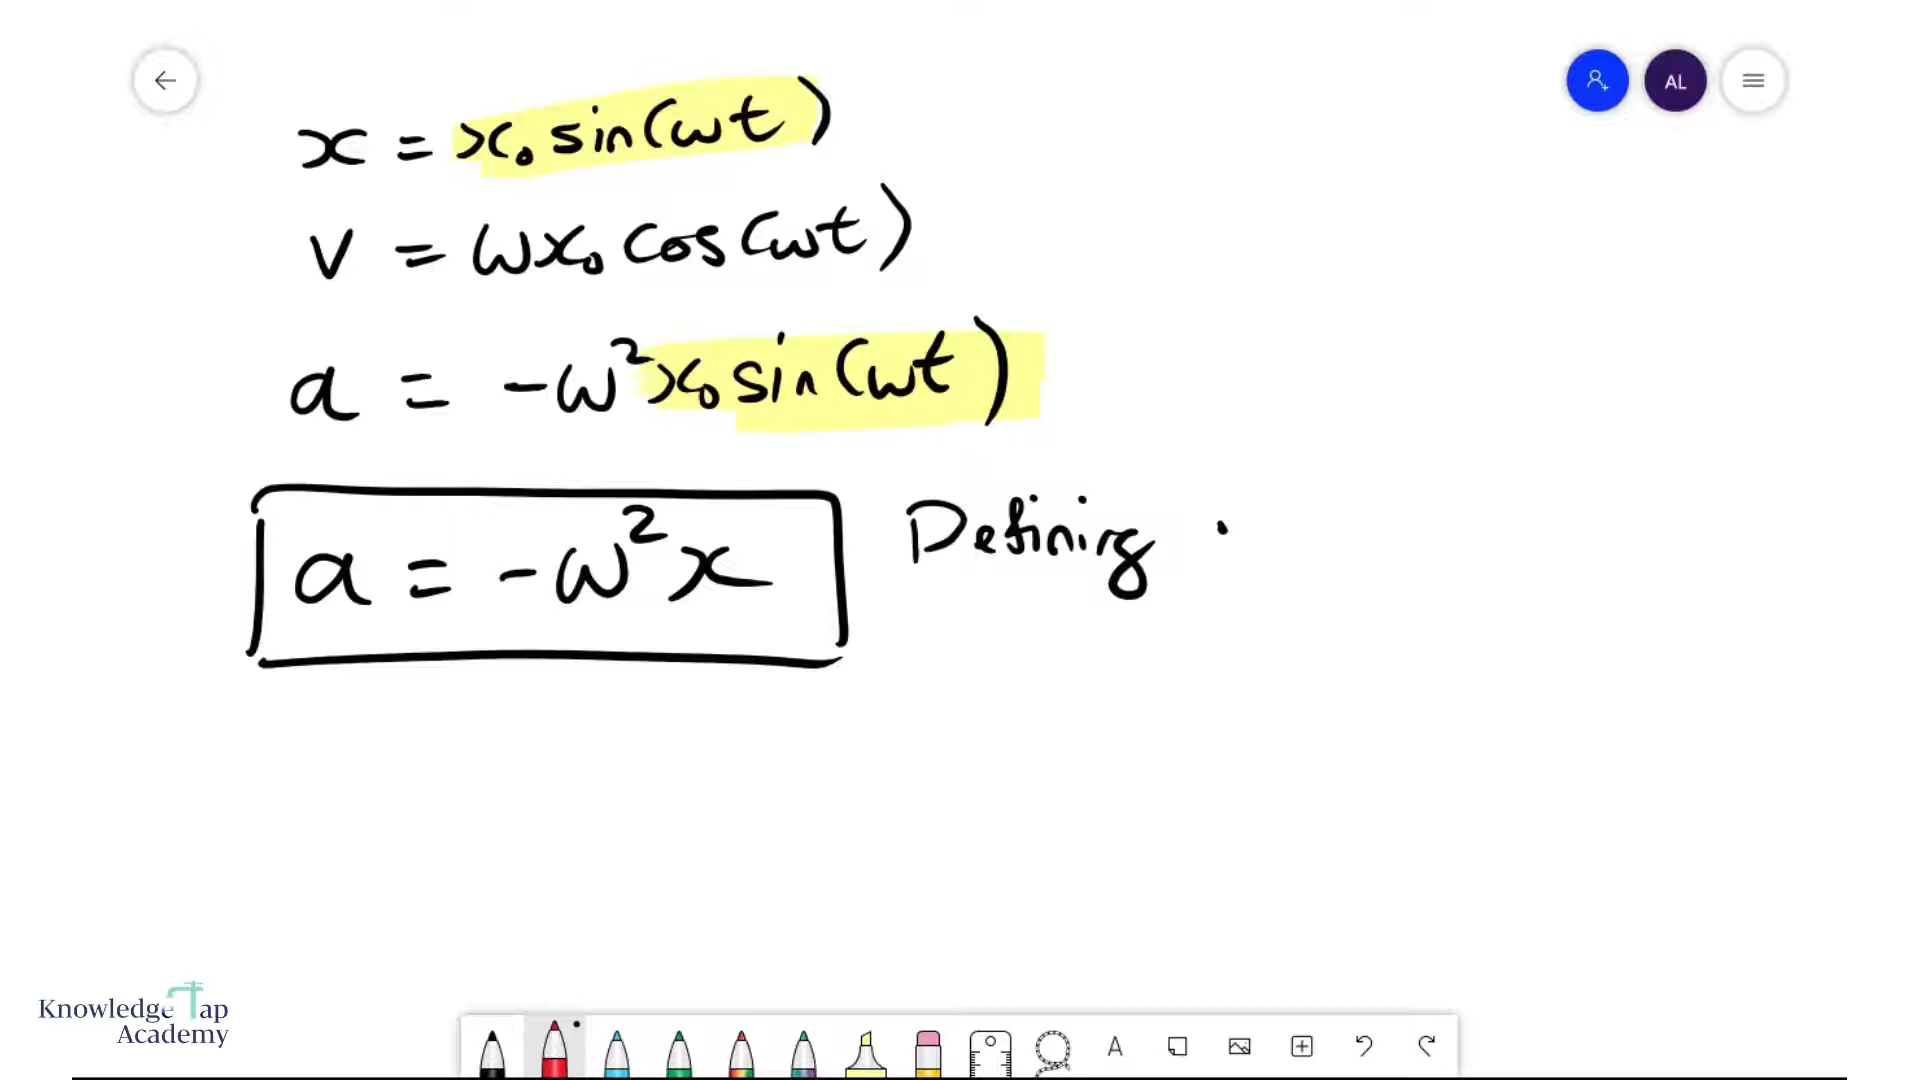 x = x₀ sin(ωt)
v = ωx₀ cos(ωt)
a = -ω²x₀ sin(ωt)
a = -ω²x
Defining
AL
Knowledge Tap
Academy
A